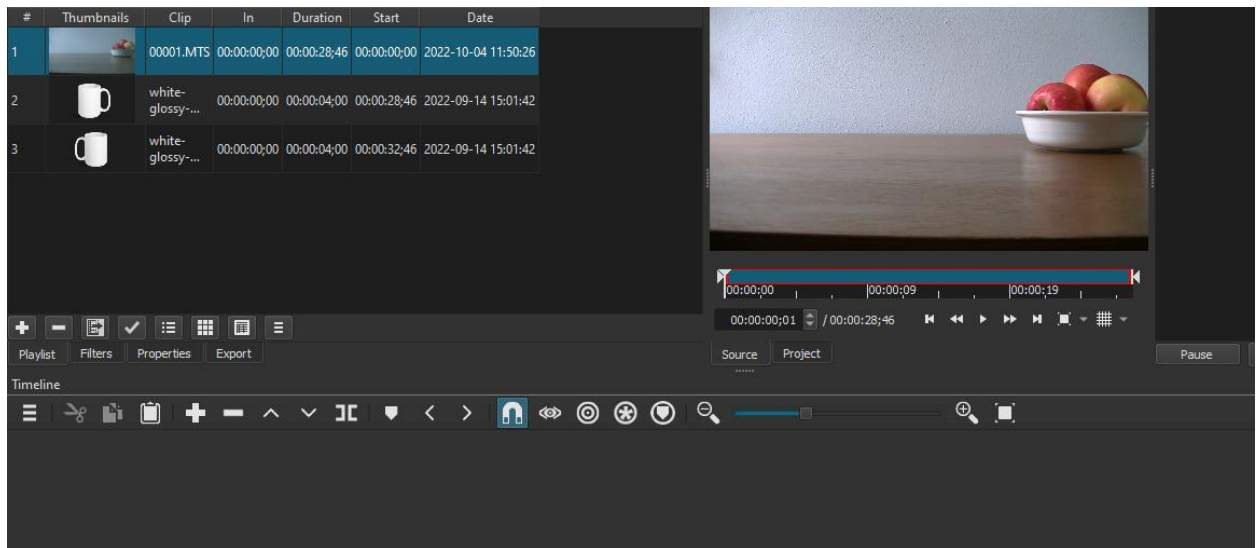 # Thumbnails Clip In Duration Start Date
1 00001.MTS 00:00:00;00 00:00:28;46 00:00:00;00 2022-10-04 11:50:26
2 white-
glossy-... 00:00:00;00 00:00:04;00 00:00:28;46 2022-09-14 15:01:42
3 white-
glossy-... 00:00:00;00 00:00:04;00 00:00:32;46 2022-09-14 15:01:42
00:00;00 00:00;09 00:00;19
00:00:00;01 / 00:00:28;46
Playlist Filters Properties Export
Source Project
Pause
Timeline